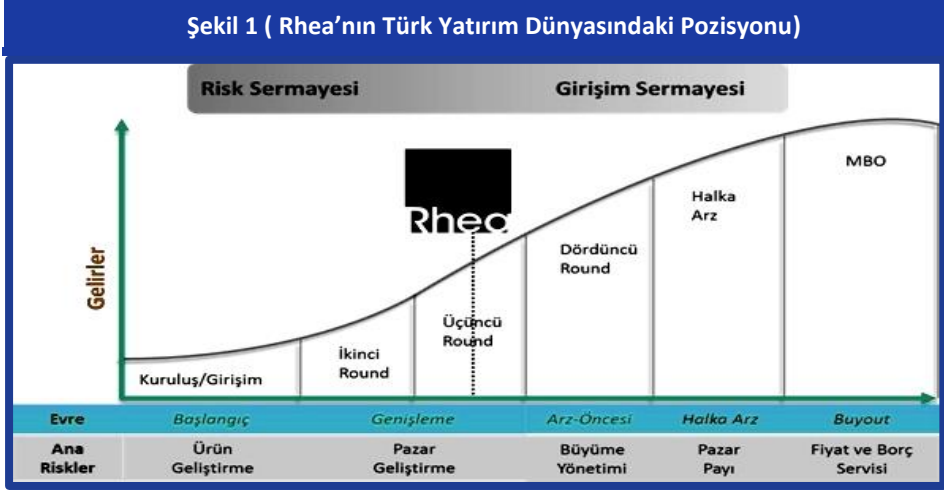 Şekil 1 ( Rhea’nın Türk Yatırım Dünyasındaki Pozisyonu)
Risk Sermayesi Girişim Sermayesi
MBO
Rhea
Halka
Arz
Dördüncü
Round
Gelirler
Üçüncü
Round
İkinci
Round
Kuruluş/Girişim
Evre Başlangıç Genişleme Arz-Öncesi Halka Arz Buyout
Ana
Riskler
Ürün
Geliştirme
Pazar
Geliştirme
Büyüme
Yönetimi
Pazar
Payı
Fiyat ve Borç
Servisi